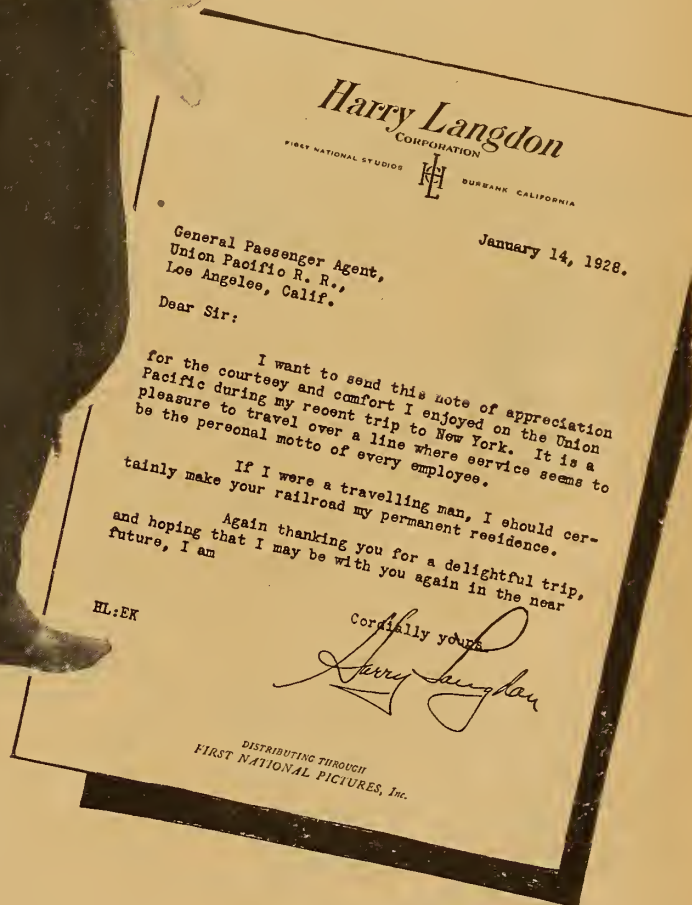 Harry Langdon
CORPORATION
FIRST NATIONAL STUDIOS HLC BURBANK CALIFORNIA
January 14, 1928.
General Passenger Agent,
Union Pacific R. R.,
Los Angeles, Calif.
Dear Sir:
I want to send this note of appreciation
for the courtesy and comfort I enjoyed on the Union
Pacific during my recent trip to New York. It is a
pleasure to travel over a line where service seems to
be the personal motto of every employee.
If I were a travelling man, I should cer-
tainly make your railroad my permanent residence.
Again thanking you for a delightful trip,
and hoping that I may be with you again in the near
future, I am
HL:EK
Cordially yours
Harry Langdon
DISTRIBUTING THROUGH
FIRST NATIONAL PICTURES, Inc.